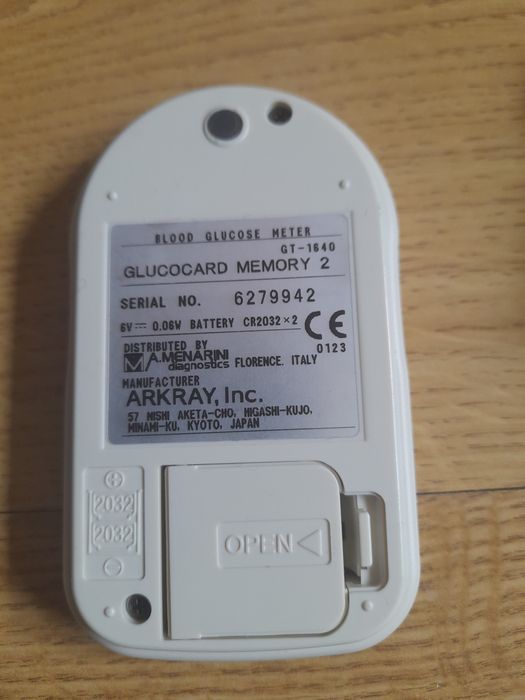 BLOOD GLUCOSE METER
GT-1640
GLUCOCARD MEMORY 2
SERIAL NO. 6279942
6V⎓ 0.06W BATTERY CR2032×2
CE
0123
DISTRIBUTED BY
A.MENARINI
diagnostics FLORENCE. ITALY
MANUFACTURER
ARKRAY, Inc.
57 NISHI AKETA-CHO, HIGASHI-KUJO,
MINAMI-KU, KYOTO, JAPAN
+
2032
2032
−
OPEN